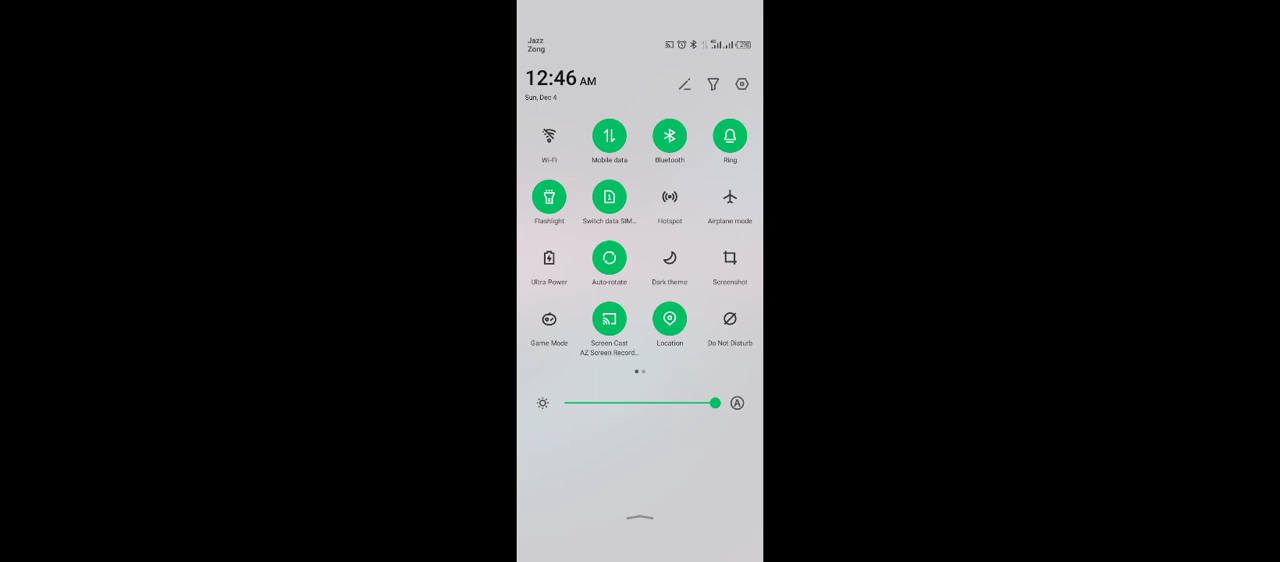 Jazz
Zong
12:46 AM
Sun, Dec 4
Wi-Fi Mobile data Bluetooth Ring
Flashlight Switch data SIM... Hotspot Airplane mode
Ultra Power Auto-rotate Dark theme Screenshot
Game Mode Screen Cast Location Do Not Disturb
AZ Screen Record...